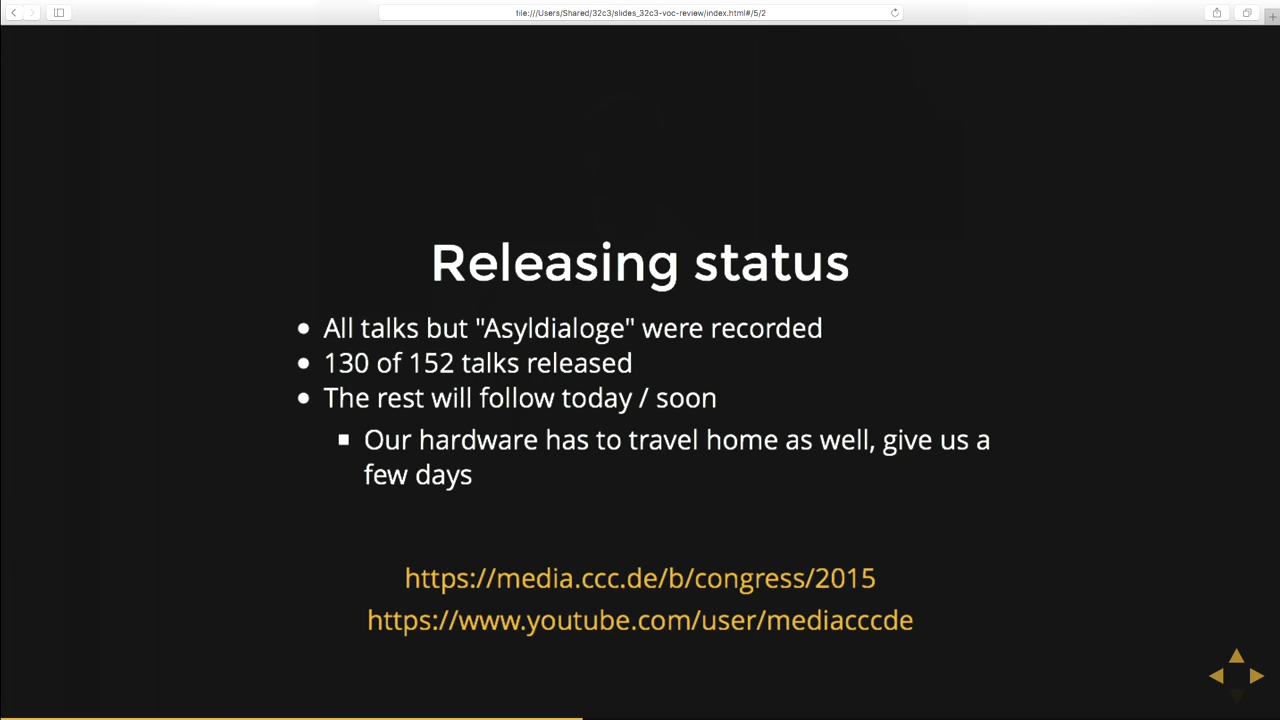 file:///Users/Shared/32c3/slides_32c3-voc-review/index.html#/5/2
Releasing status
All talks but "Asyldialoge" were recorded
130 of 152 talks released
The rest will follow today / soon
Our hardware has to travel home as well, give us a
few days
https://media.ccc.de/b/congress/2015
https://www.youtube.com/user/mediacccde